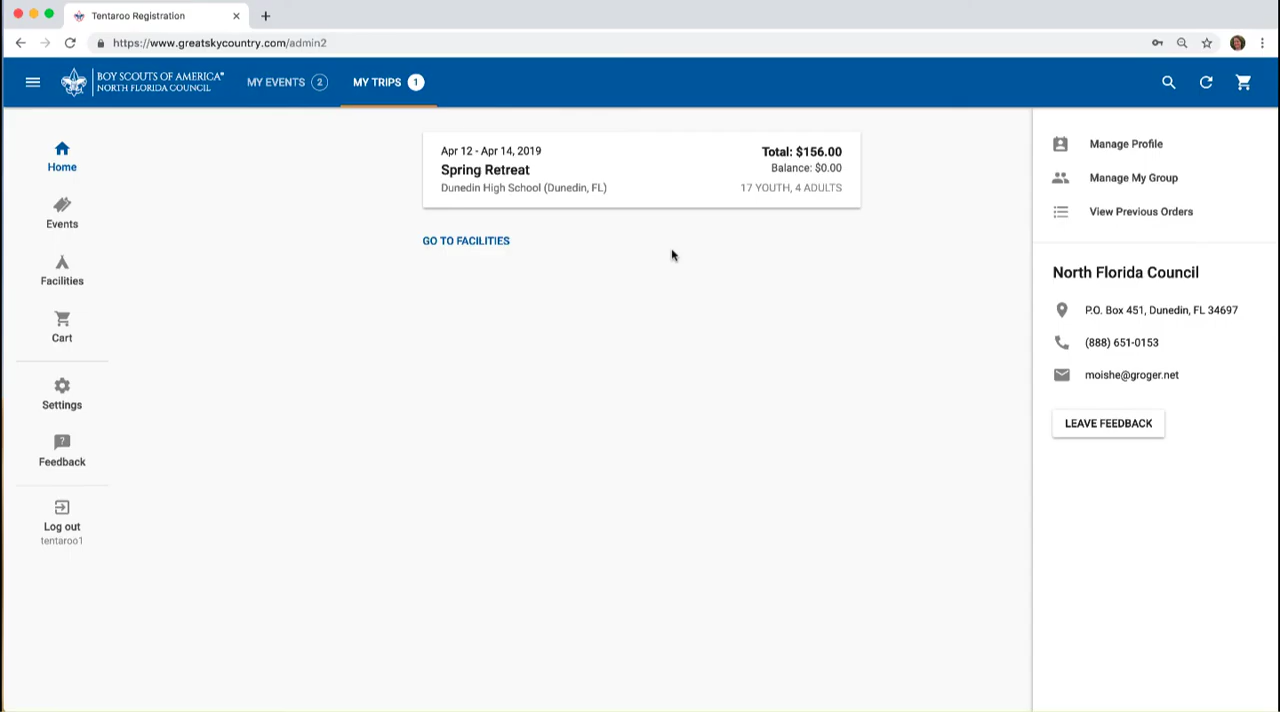 Tentaroo Registration
https://www.greatskycountry.com/admin2
BOY SCOUTS OF AMERICA®
NORTH FLORIDA COUNCIL
MY EVENTS 2
MY TRIPS 1
Home
Events
Facilities
Cart
Settings
Feedback
Log out
tentaroo1
Apr 12 - Apr 14, 2019
Total: $156.00
Spring Retreat
Balance: $0.00
Dunedin High School (Dunedin, FL)
17 YOUTH, 4 ADULTS
GO TO FACILITIES
Manage Profile
Manage My Group
View Previous Orders
North Florida Council
P.O. Box 451, Dunedin, FL 34697
(888) 651-0153
moishe@groger.net
LEAVE FEEDBACK